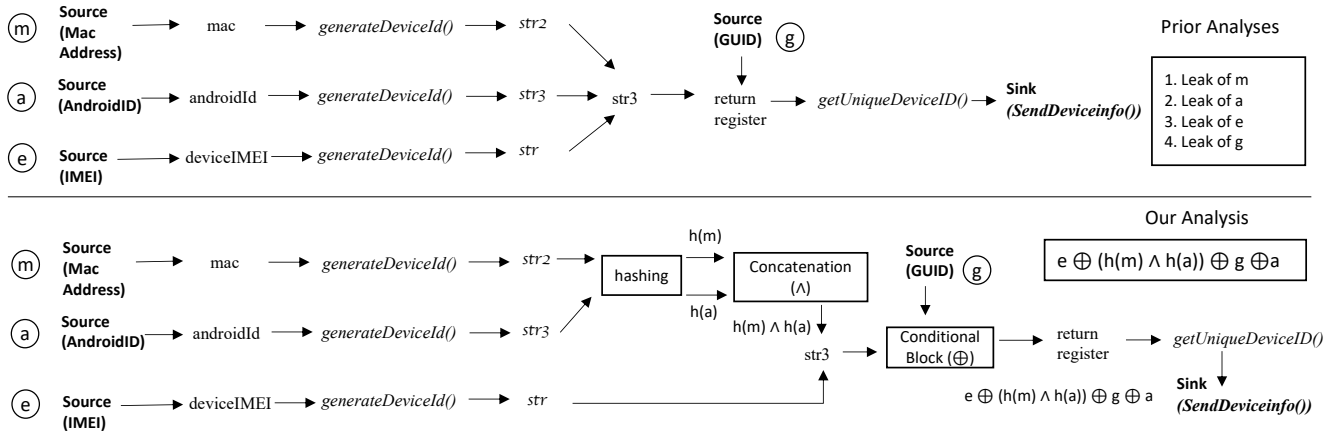 m
Source
(Mac
Address)
mac
generateDeviceId()
str2
Source
(GUID)
g
Prior Analyses
a
Source
(AndroidID)
androidId
generateDeviceId()
str3
str3
return
register
getUniqueDeviceID()
Sink
(SendDeviceinfo())
1. Leak of m
2. Leak of a
3. Leak of e
4. Leak of g
e
Source
(IMEI)
deviceIMEI
generateDeviceId()
str
Our Analysis
e ⊕ (h(m) ∧ h(a)) ⊕ g ⊕a
m
Source
(Mac
Address)
mac
generateDeviceId()
str2
hashing
h(m)
h(a)
Concatenation
(∧)
h(m) ∧ h(a)
Source
(GUID)
g
a
Source
(AndroidID)
androidId
generateDeviceId()
str3
str3
Conditional
Block (⊕)
return
register
getUniqueDeviceID()
e ⊕ (h(m) ∧ h(a)) ⊕ g ⊕ a
Sink
(SendDeviceinfo())
e
Source
(IMEI)
deviceIMEI
generateDeviceId()
str